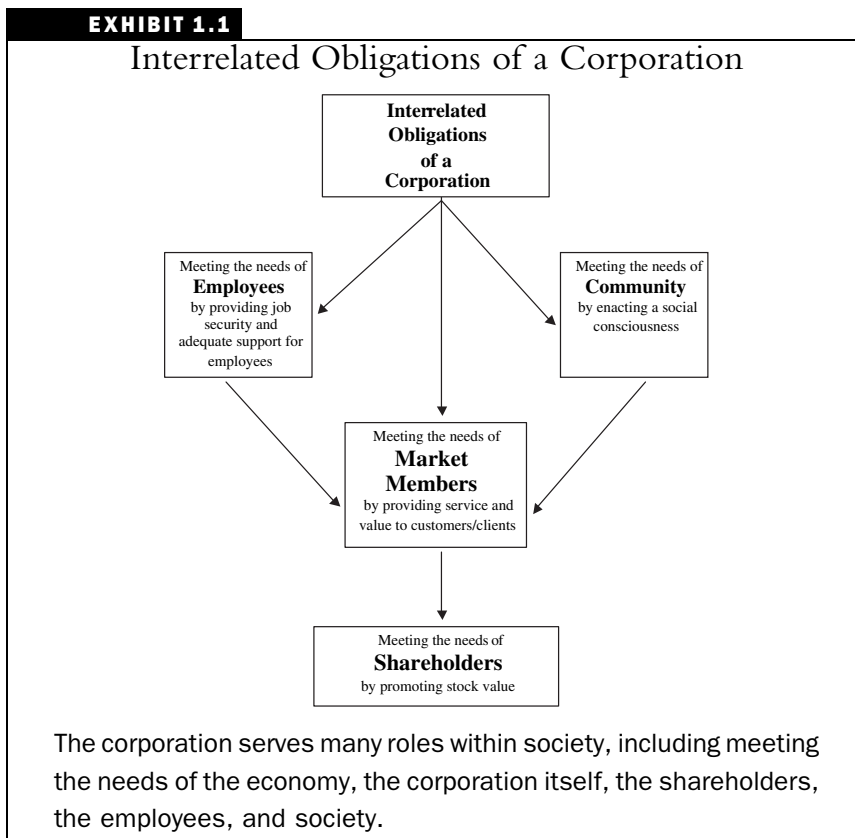 EXHIBIT 1.1
Interrelated Obligations of a Corporation
Interrelated
Obligations
of a
Corporation
Meeting the needs of
Employees
by providing job
security and
adequate support for
employees
Meeting the needs of
Community
by enacting a social
consciousness
Meeting the needs of
Market
Members
by providing service and
value to customers/clients
Meeting the needs of
Shareholders
by promoting stock value
The corporation serves many roles within society, including meeting
the needs of the economy, the corporation itself, the shareholders,
the employees, and society.